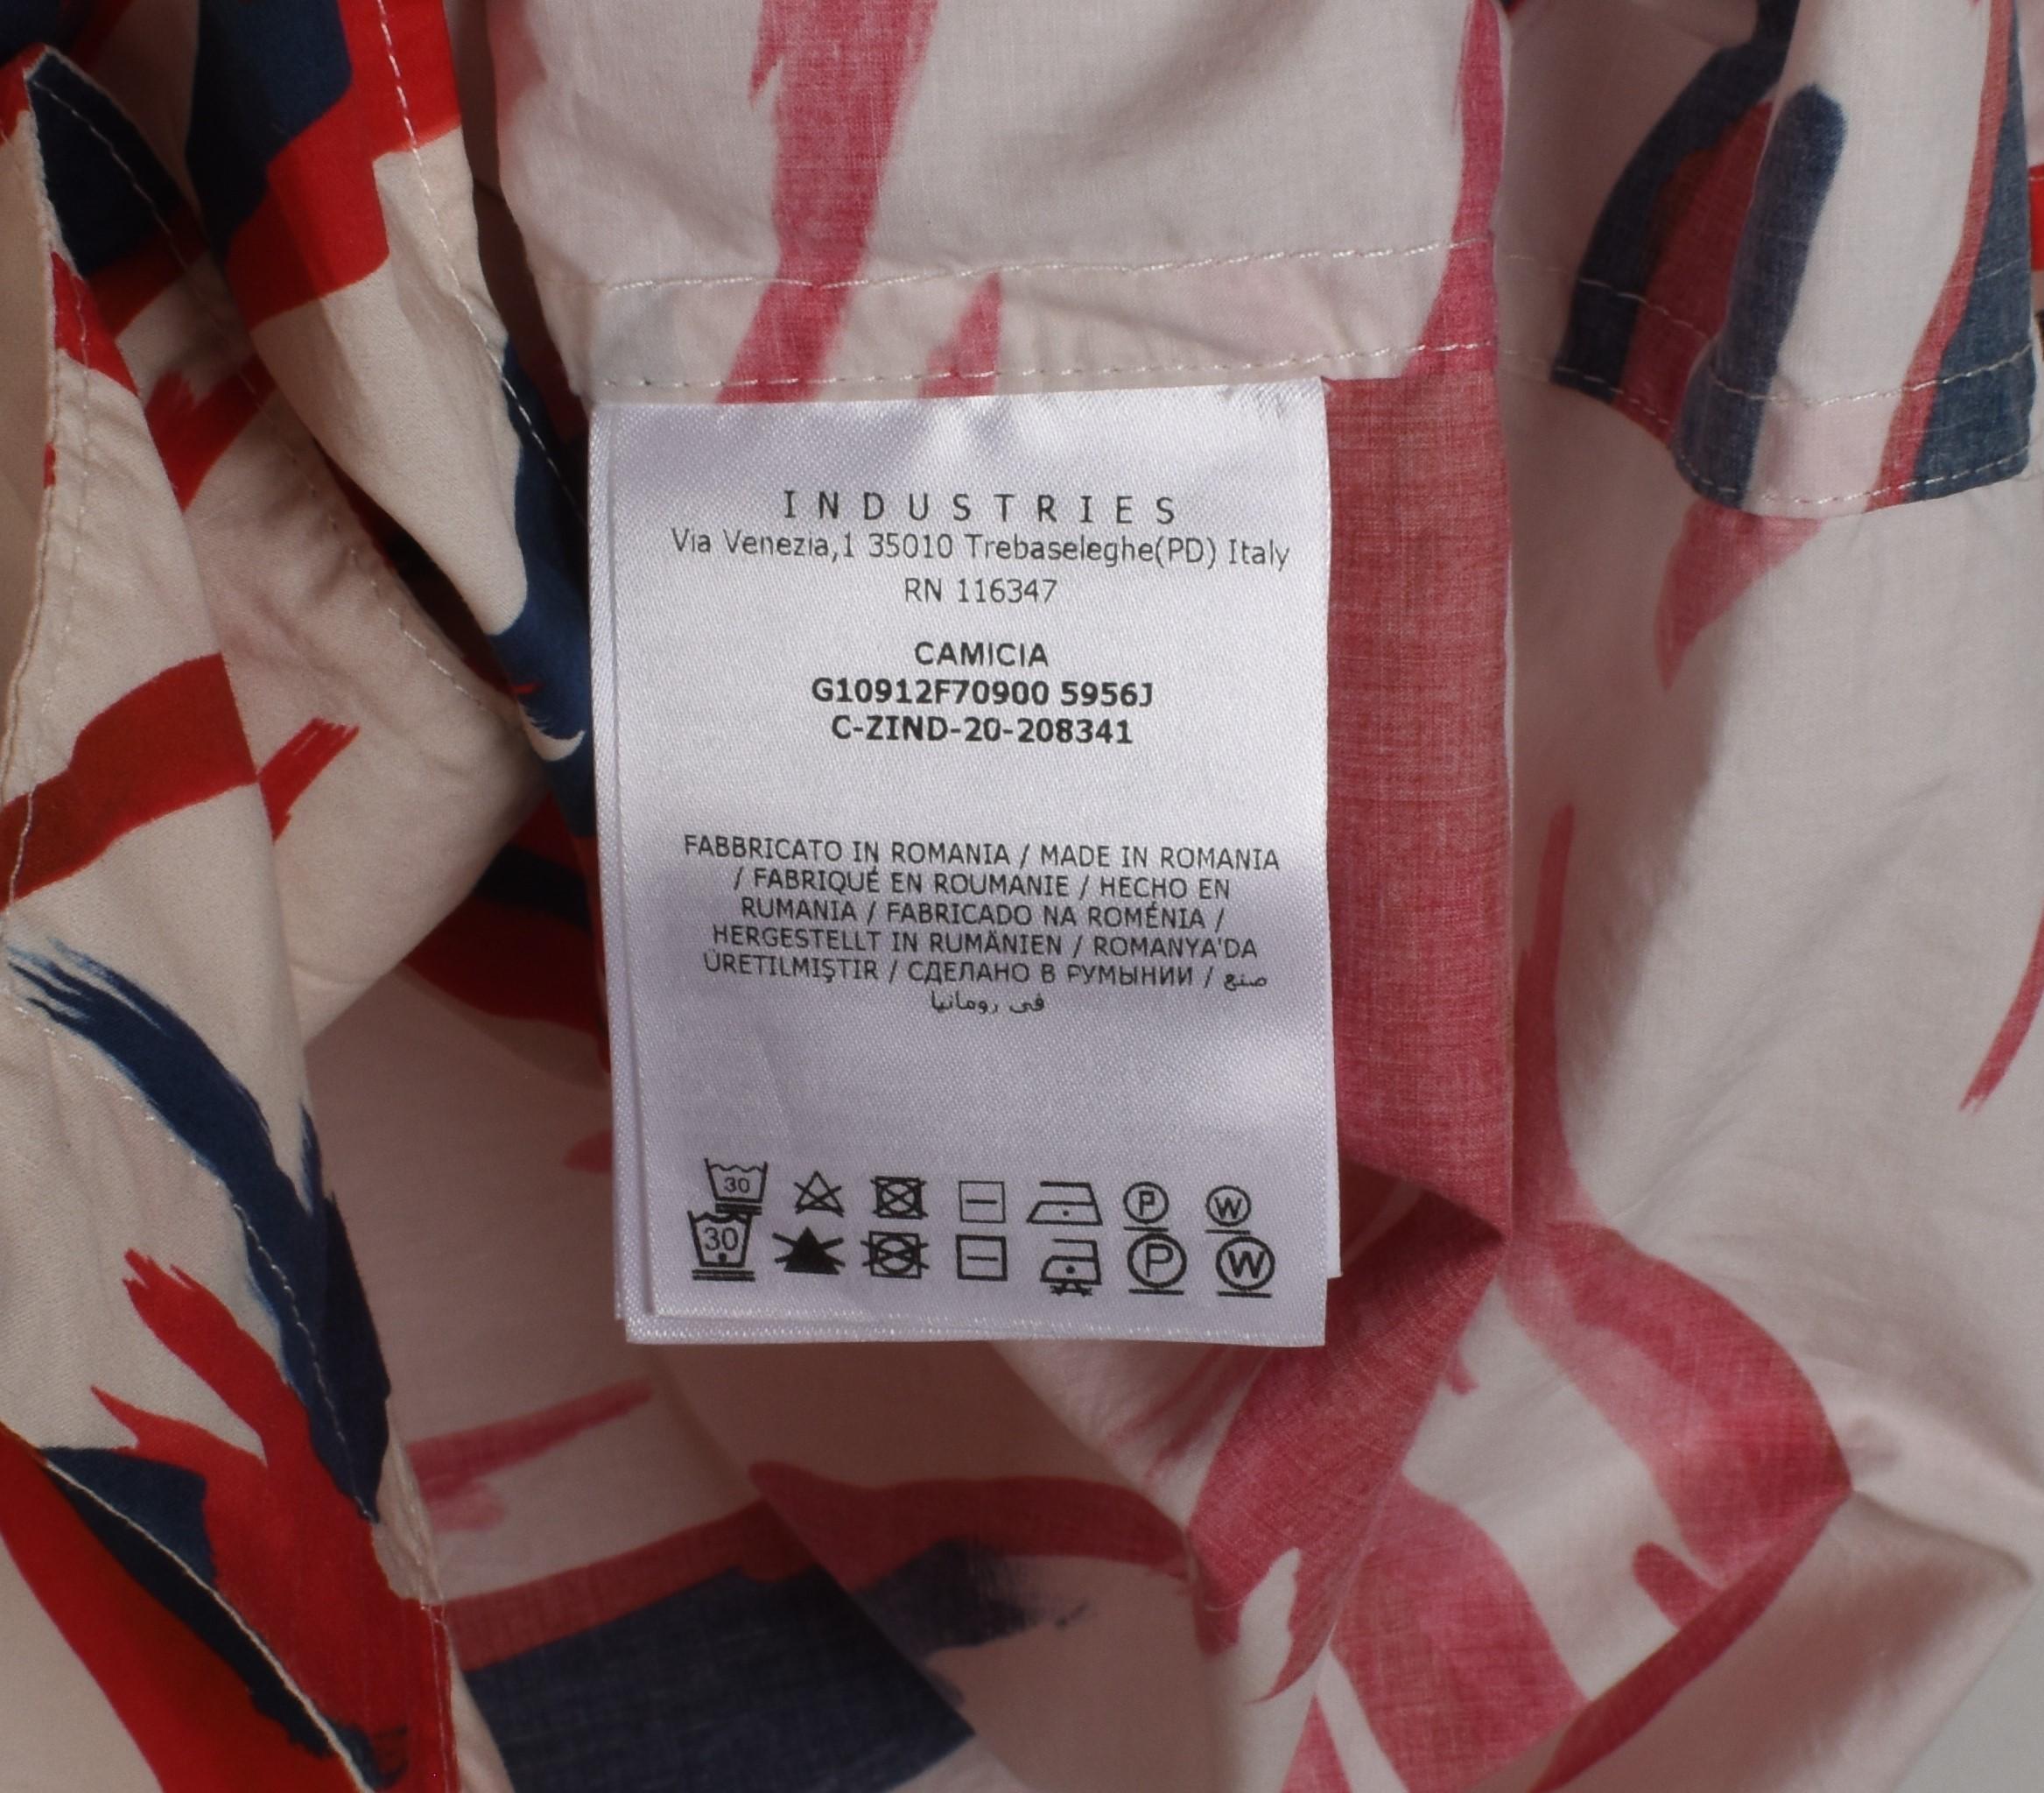 INDUSTRIES
Via Venezia,1 35010 Trebaseleghe(PD) Italy
RN 116347
CAMICIA
G10912F70900 5956J
C-ZIND-20-208341
FABBRICATO IN ROMANIA / MADE IN ROMANIA
/ FABRIQUÉ EN ROUMANIE / HECHO EN
RUMANIA / FABRICADO NA ROMÉNIA /
HERGESTELLT IN RUMÄNIEN / ROMANYA'DA
ÜRETILMIŞTIR / СДЕЛАНО В РУМЫНИИ / صنع
في رومانيا
30 P W
30 P W